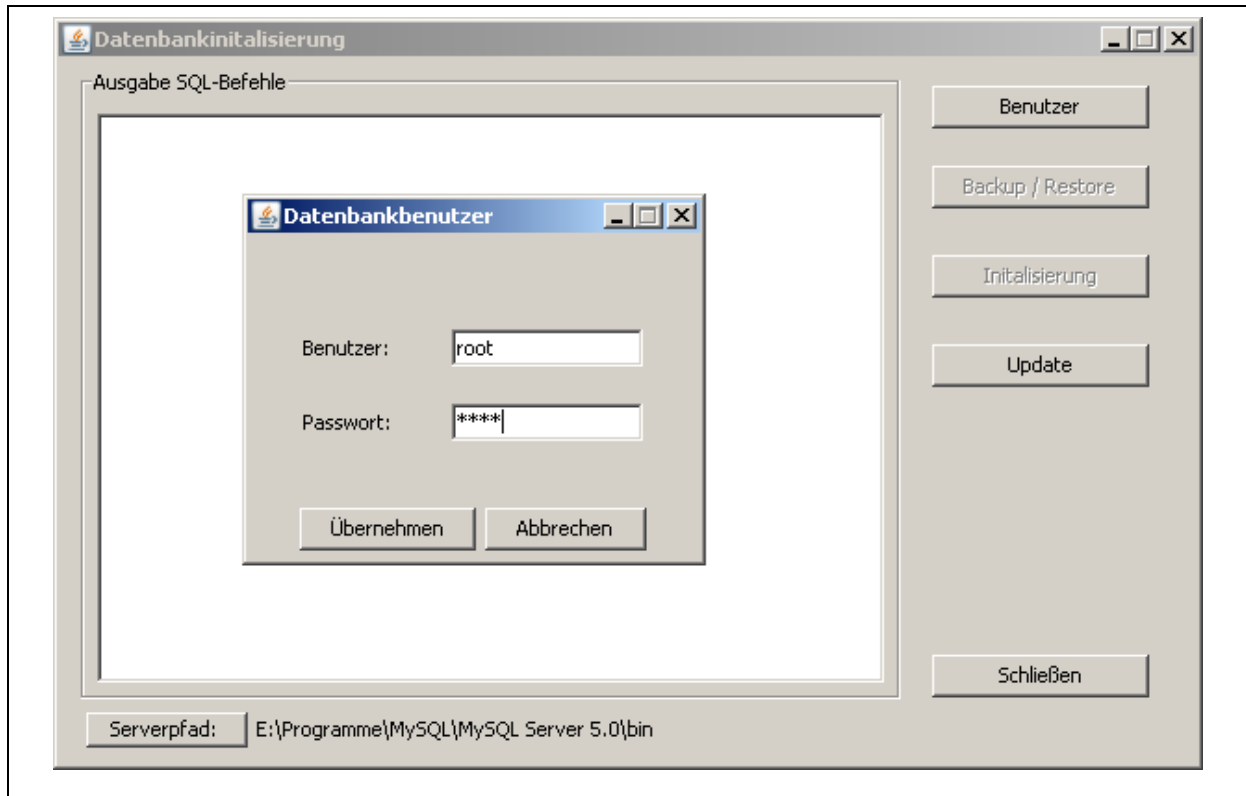 Datenbankinitalisierung
Ausgabe SQL-Befehle
Benutzer
Backup / Restore
Datenbankbenutzer
Initalisierung
Benutzer: root
Update
Passwort: ****
Übernehmen Abbrechen
Schließen
Serverpfad: E:\Programme\MySQL\MySQL Server 5.0\bin